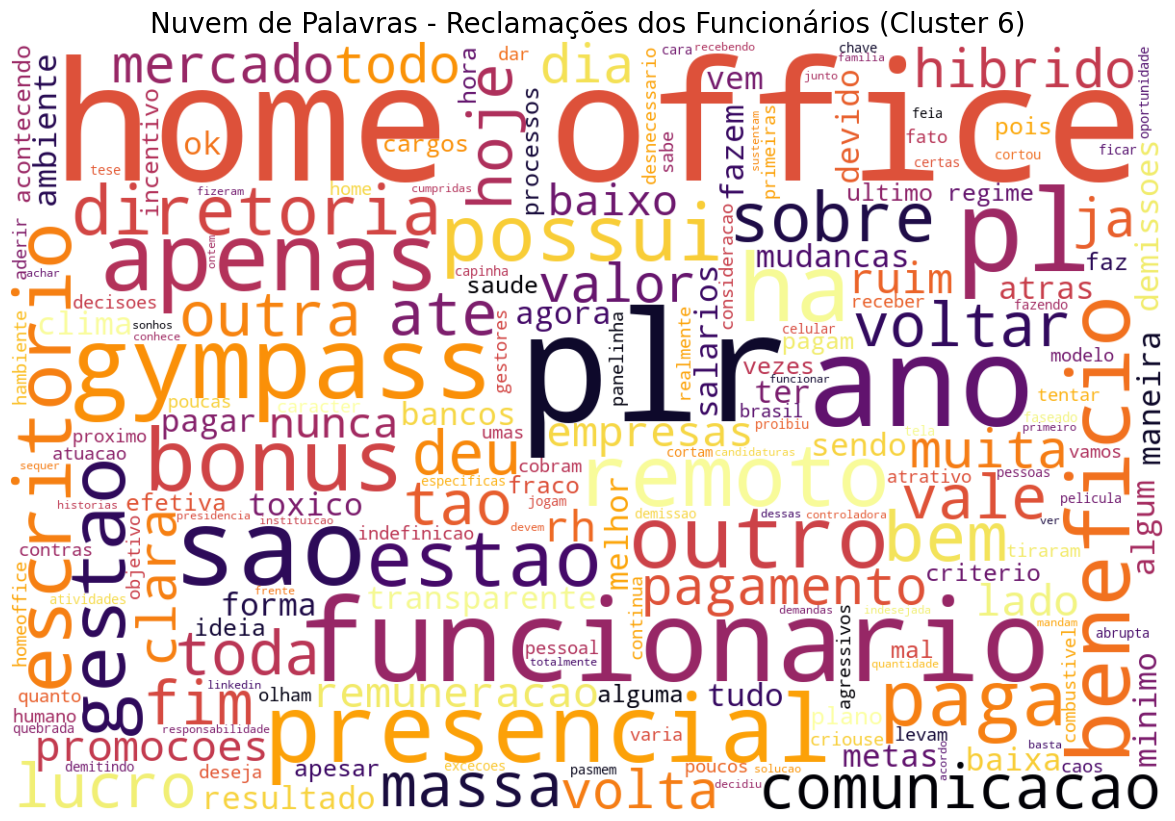 Nuvem de Palavras - Reclamações dos Funcionários (Cluster 6)
home office
mercado
todo
dia
hoje
hora
dar
desnecessario
cara
recebendo
vem
chave
familia
junto
hibrido
oportunidade
acontecendo
ambiente
incentivo
ok
cargos
processos
sabe
fazem
primeiras
sustentam
devido
feia
fato
pois
certas
cortou
ficar
tese
fizeram
home
cumpridas
diretoria
baixo
possui
sobre
ultimo
regime
pl
ja
demissoes
aderir
achar
apenas
ontem
capinha
saude
valor
consideracao
mudancas
ha
ruim
faz
atras
receber
fazendo
decisoes
clima
sonhos
conhece
outra
ate
agora
salarios
celular
pagam
voltar
hambiente
escritorio
gympass
gestores
plr
panelinha
realmente
vezes
funcionar
ano
modelo
maneira
beneficio
poucas
caracter
bancos
ter
brasil
proibiu
tentar
faseado
primeiro
proximo
pagar
nunca
umas
empresas
sendo
tela
muita
vamos
atuacao
bonus
deu
cobram
cortam
candidaturas
sequer
gestao
especificas
fraco
remoto
atrativo
pessoas
historias
efetiva
toxico
tao
jogam
vale
pelicula
algum
presidencia
instituicao
indefinicao
devem
rh
melhor
demissao
dessas
controladora
ver
contras
objetivo
clara
sao
estao
outro
bem
tiraram
homeoffice
atividades
frente
transparente
pagamento
criterio
lado
forma
ideia
continua
demandas
indesejada
mandam
combustivel
abrupta
toda
funcionario
pessoal
totalmente
agressivos
mal
quantidade
minimo
quanto
linkedin
olham
remuneracao
alguma
tudo
plano
paga
humano
quebrada
fim
responsabilidade
presencial
varia
criouse
levam
promocoes
metas
acordo
baixa
basta
caos
demitindo
deseja
apesar
excecoes
pasmem
poucos
solucao
lucro
resultado
massa
volta
decidiu
comunicacao